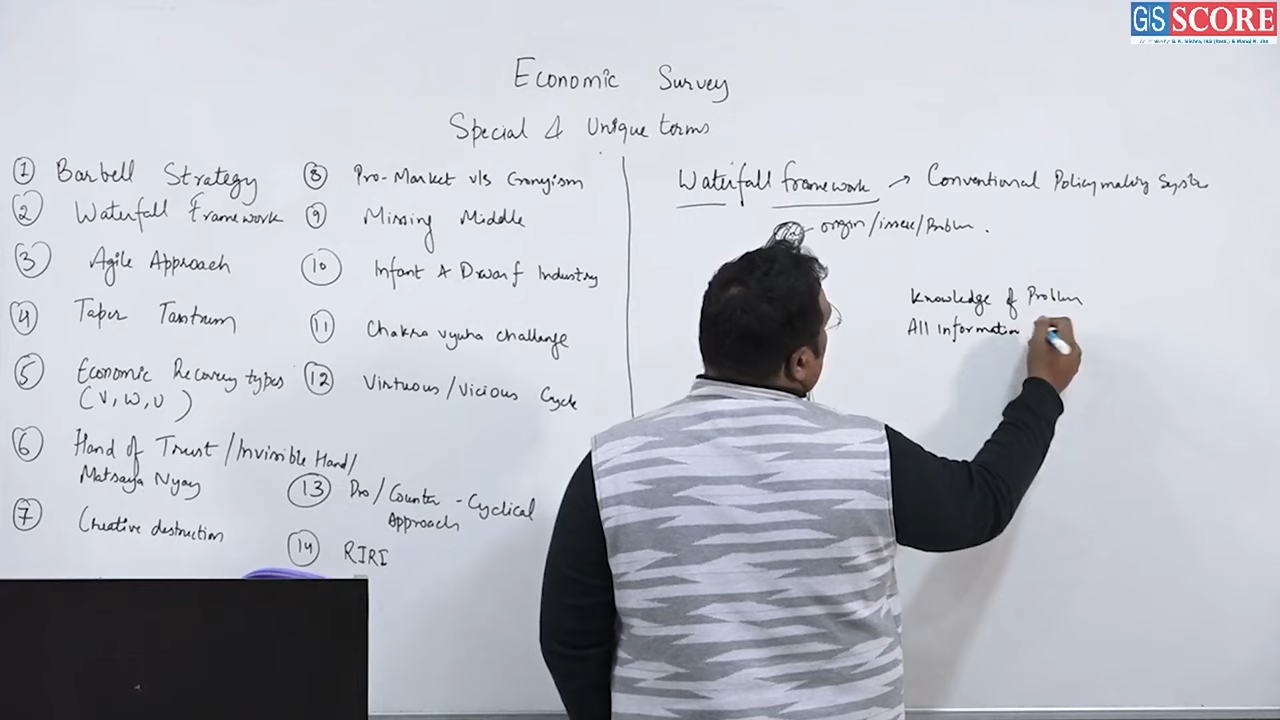 GS SCORE
Economic Survey
Special & Unique terms
1 Barbell Strategy
2 Waterfall Framework
3 Agile Approach
4 Taper Tantrum
5 Economic Recovery types
(V, W, U)
6 Hand of Trust / Invisible Hand /
Matsaya Nyay
7 Creative destruction
8 Pro-Market v/s Cronyism
9 Missing Middle
10 Infant & Dwarf Industry
11 Chakra vyuha challenge
12 Virtuous / Vicious Cycle
13 Pro / Counter - Cyclical
Approach
14 RIRI
Waterfall framework → Conventional Policymaking System
origin / issue / Problem .
Knowledge of Problem
All information